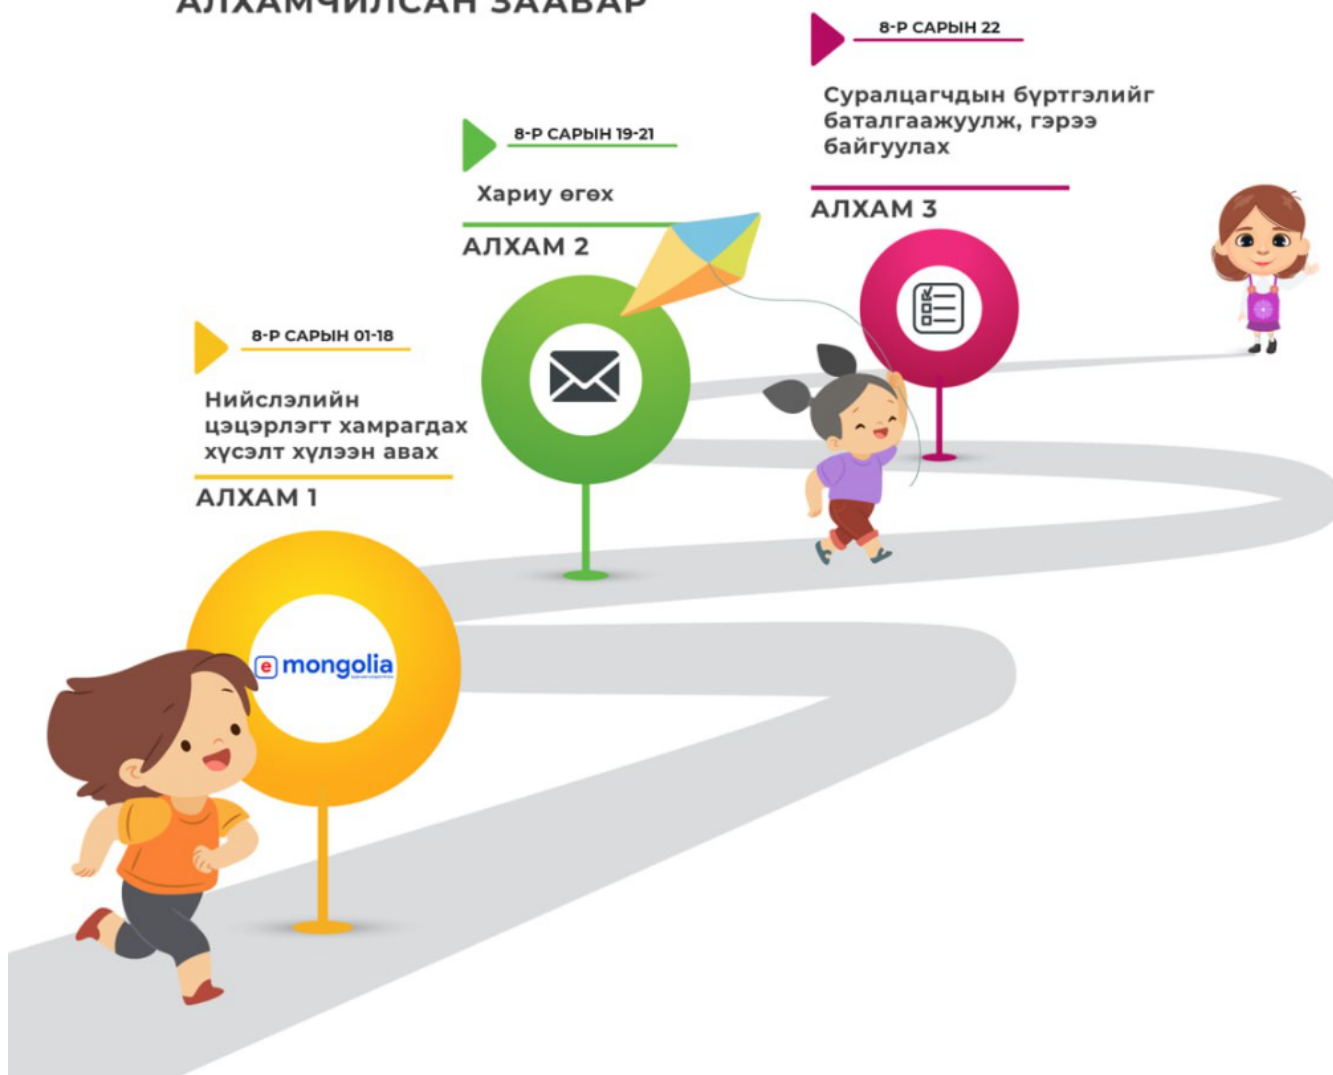 АЛХАМЧИЛСАН ЗААВАР
8-Р САРЫН 01-18
Нийслэлийн
цэцэрлэгт хамрагдах
хүсэлт хүлээн авах
АЛХАМ 1
e mongolia
8-Р САРЫН 19-21
Хариу өгөх
АЛХАМ 2
8-Р САРЫН 22
Суралцагчдын бүртгэлийг
баталгаажуулж, гэрээ
байгуулах
АЛХАМ 3